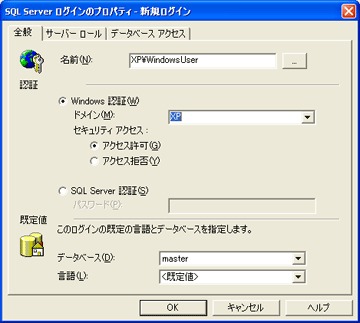 SQL Server ログインのプロパティ - 新規ログイン
全般 サーバー ロール データベース アクセス
名前(N): XP¥WindowsUser ...
認証
Windows 認証(W)
ドメイン(M): XP
セキュリティ アクセス :
アクセス許可(G)
アクセス拒否(Y)
SQL Server 認証(S)
パスワード(P)
既定値
このログインの既定の言語とデータベースを指定します。
データベース(D): master
言語(L): <既定値>
OK キャンセル ヘルプ